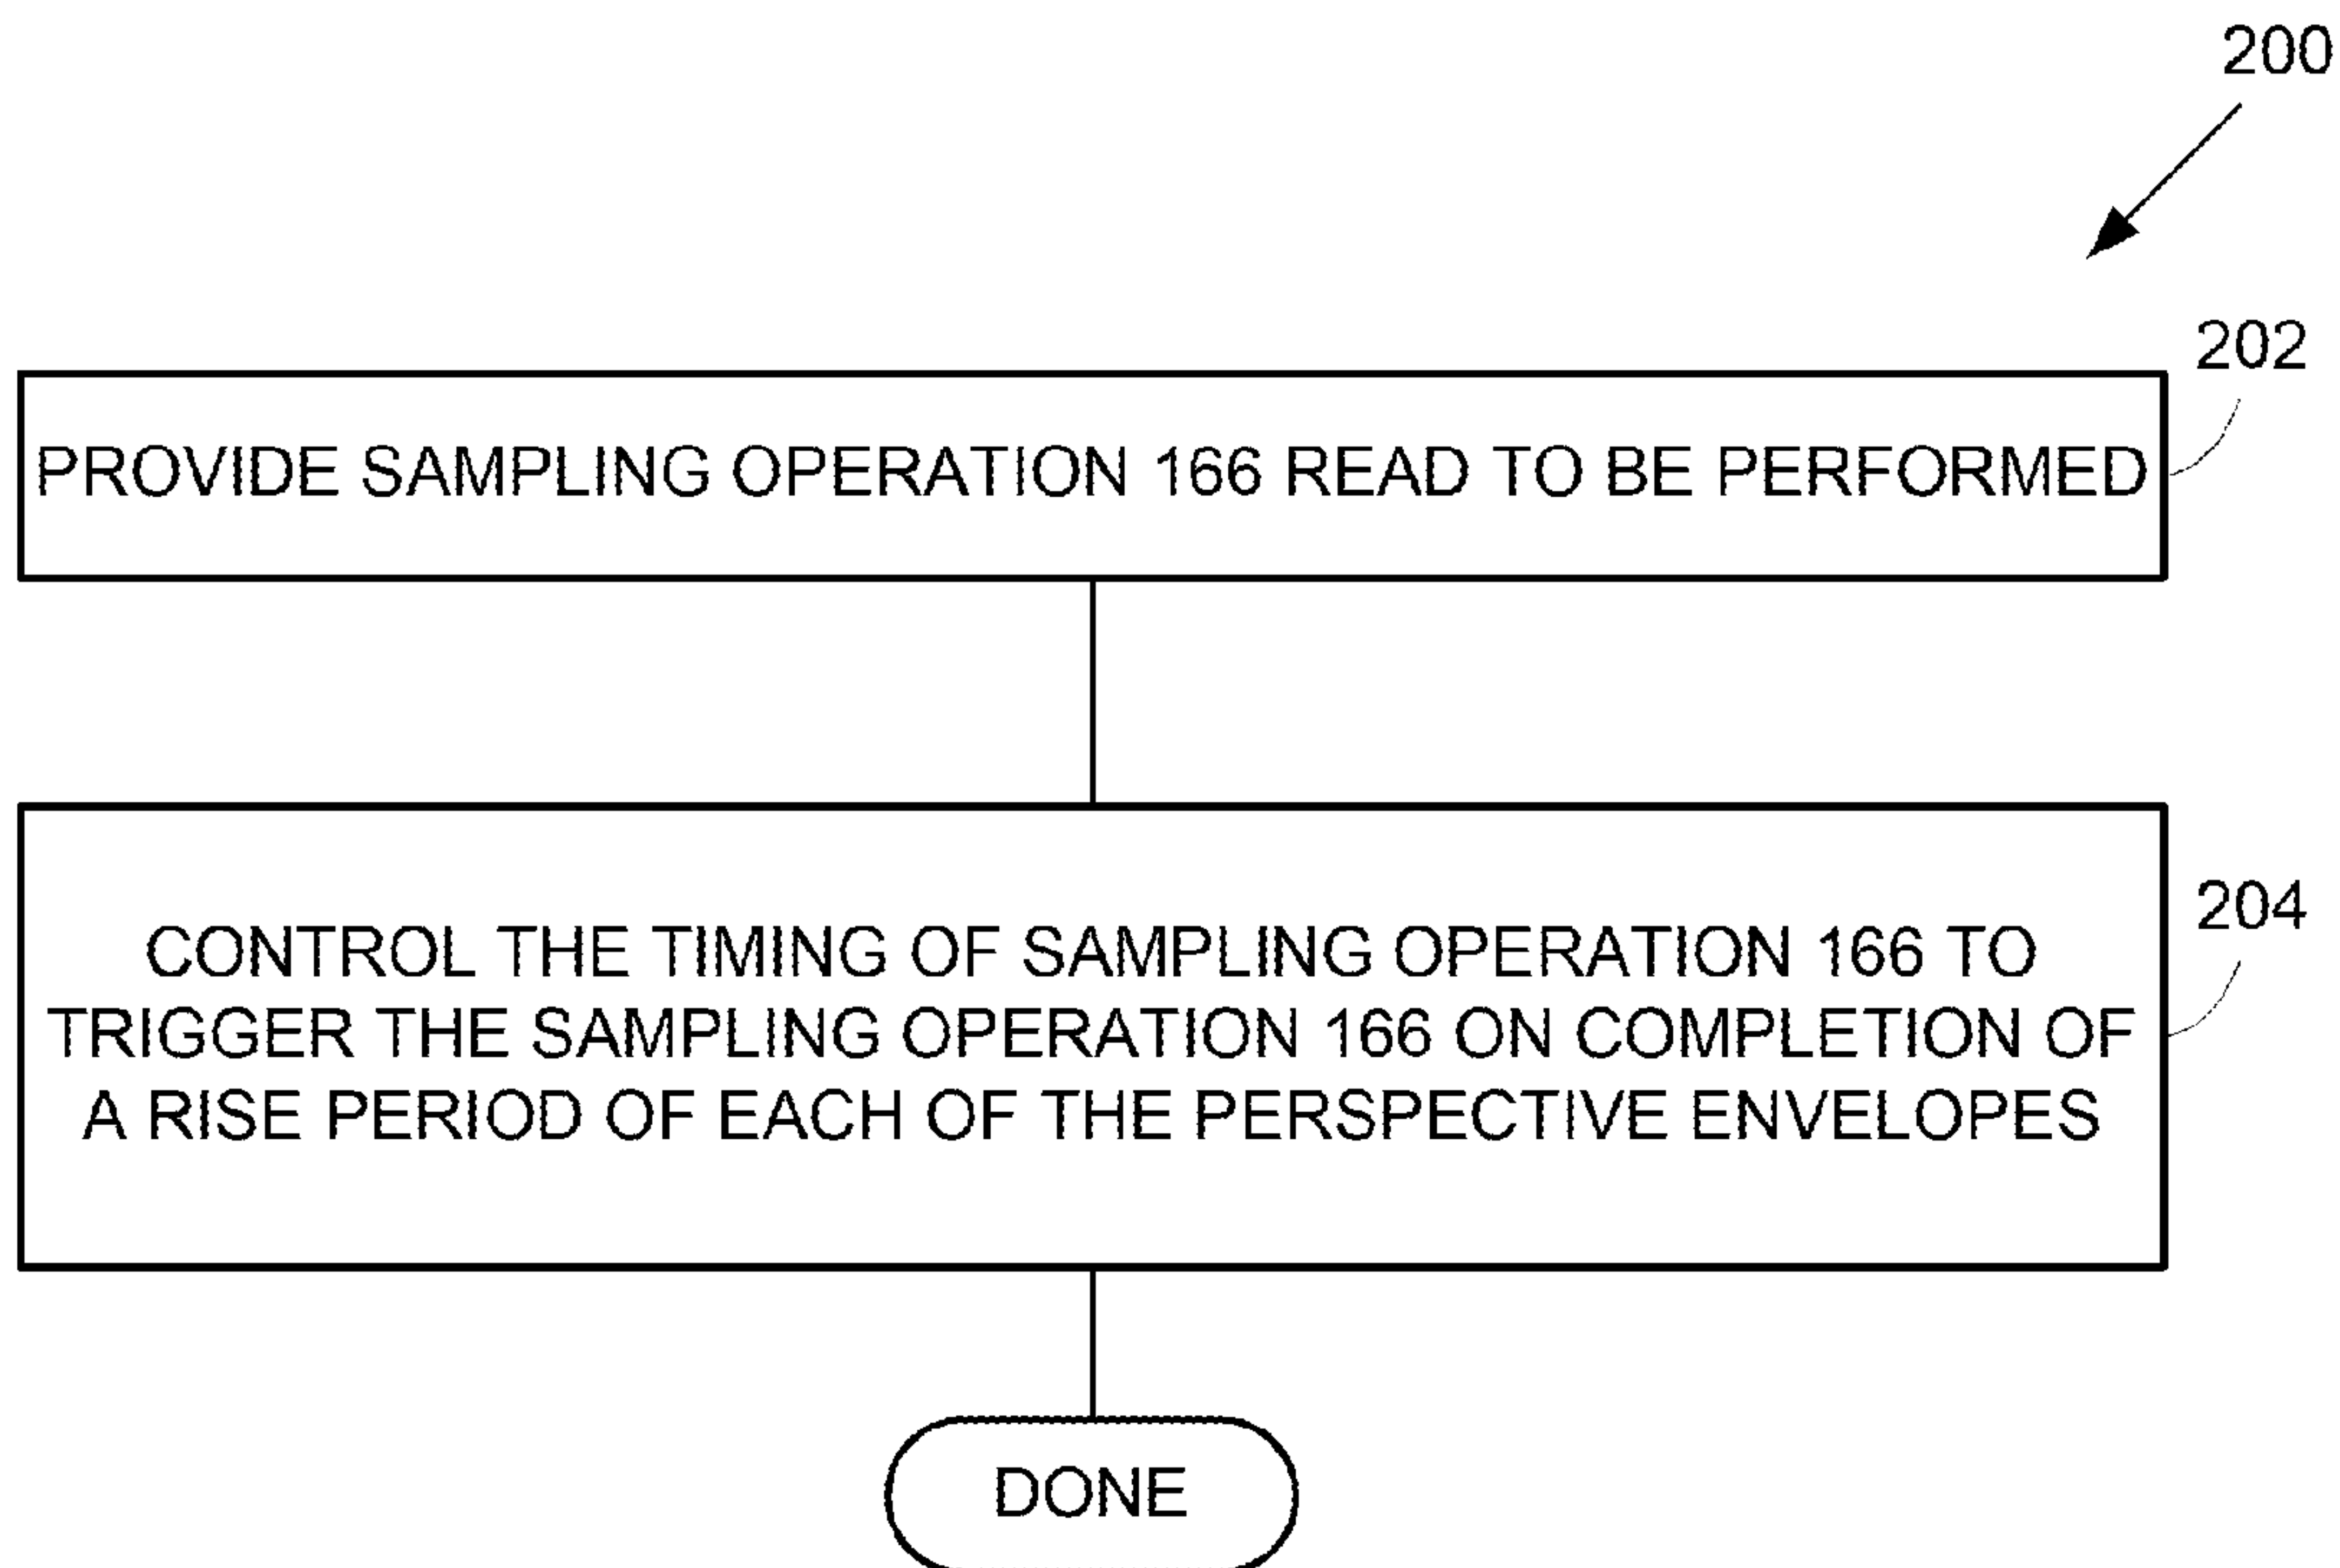 200
202
PROVIDE SAMPLING OPERATION 166 READ TO BE PERFORMED
204
CONTROL THE TIMING OF SAMPLING OPERATION 166 TO
TRIGGER THE SAMPLING OPERATION 166 ON COMPLETION OF
A RISE PERIOD OF EACH OF THE PERSPECTIVE ENVELOPES
DONE